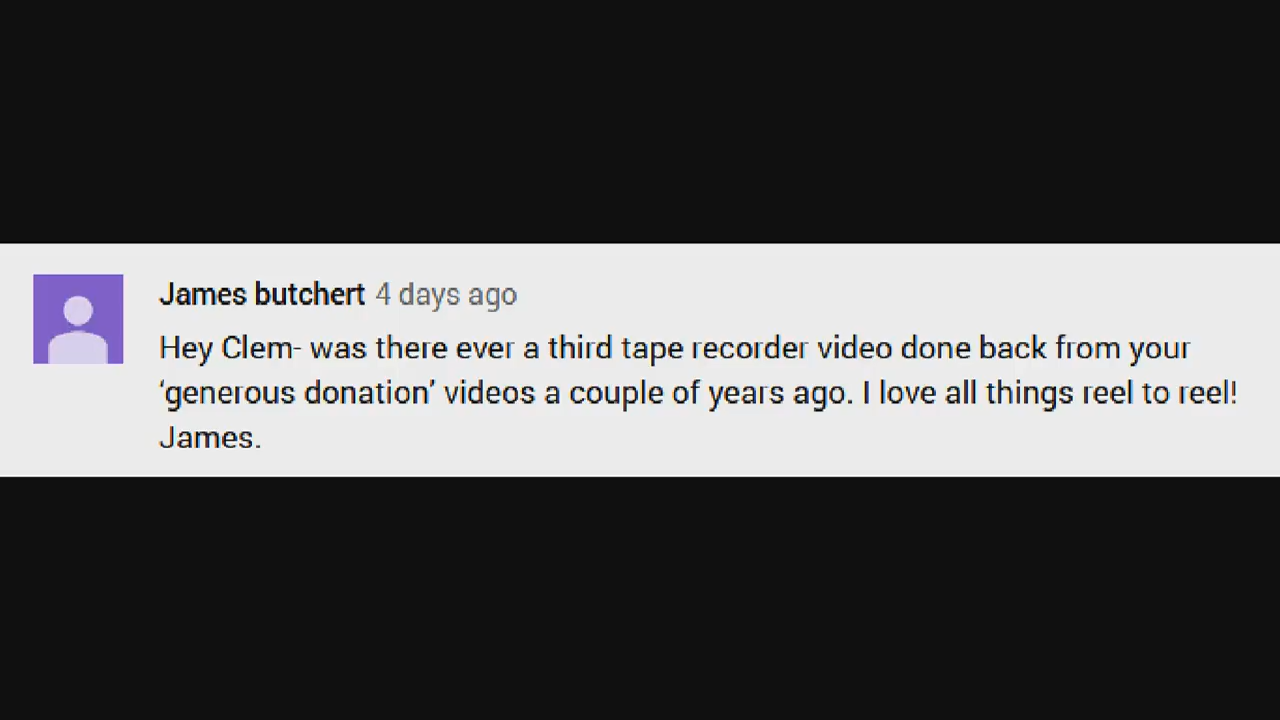 James butchert 4 days ago
Hey Clem- was there ever a third tape recorder video done back from your
‘generous donation’ videos a couple of years ago. I love all things reel to reel!
James.